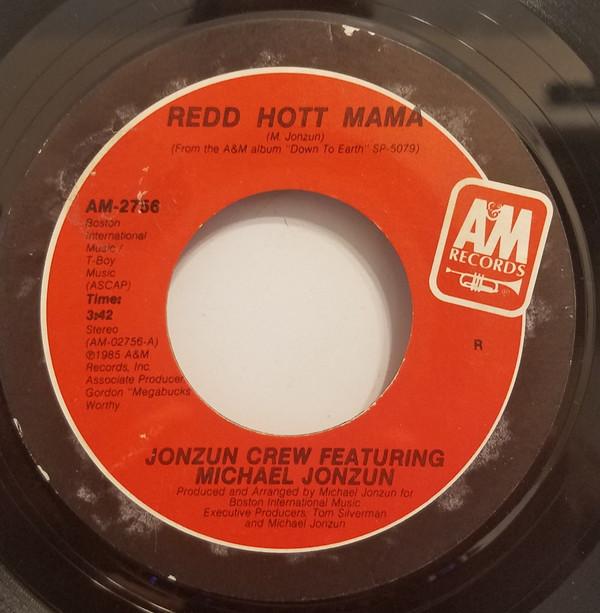 REDD HOTT MAMA
(M. Jonzun)
(From the A&M album "Down To Earth" SP-5079)
AM-2756
Boston
International
Music /
T-Boy
Music
(ASCAP)
Time:
3:42
Stereo
(AM-02756-A)
℗1985 A&M
Records, Inc.
Associate Producer,
Gordon "Megabucks
Worthy
&
A&M
RECORDS
R
JONZUN CREW FEATURING
MICHAEL JONZUN
Produced and Arranged by Michael Jonzun for
Boston International Music
Executive Producers: Tom Silverman
and Michael Jonzun